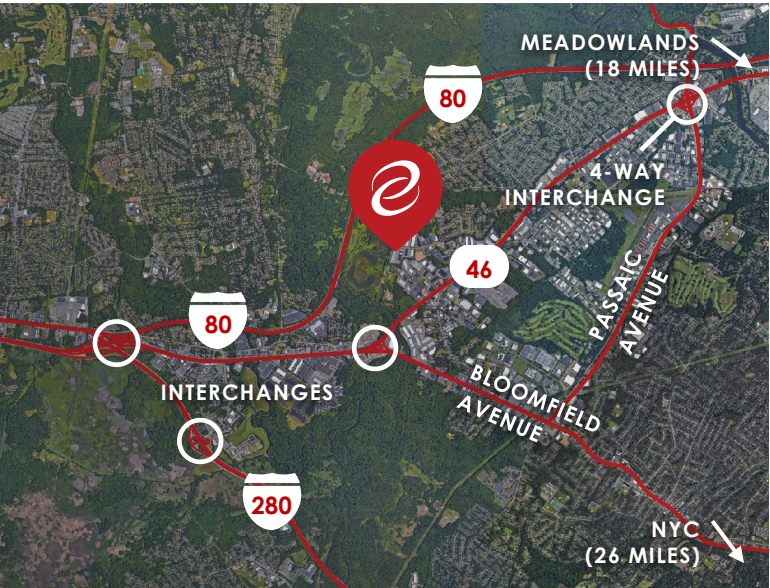 MEADOWLANDS
(18 MILES)
80
4-WAY
INTERCHANGE
46
PASSAIC
AVENUE
80
INTERCHANGES
BLOOMFIELD
AVENUE
280
NYC
(26 MILES)